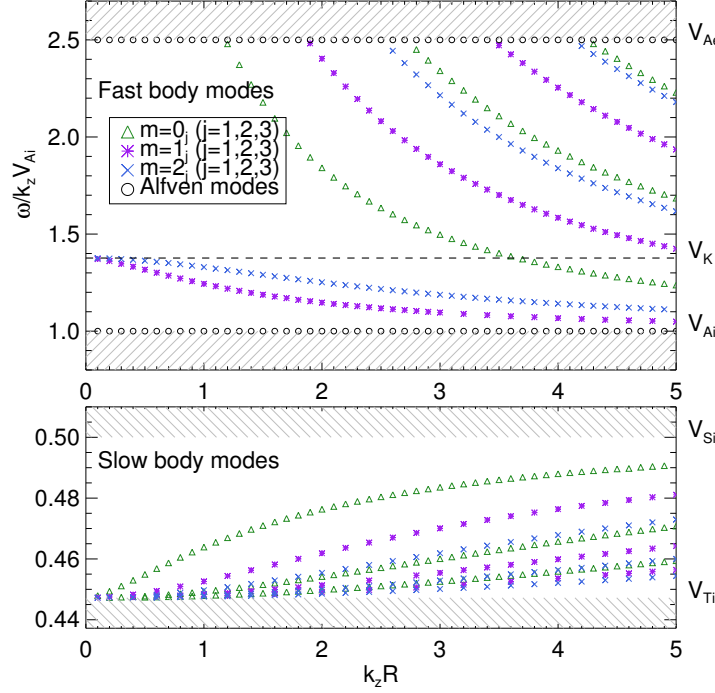 2.5
2.0
1.5
1.0
ω/k_z V_Ai
Fast body modes
m=0_j (j=1,2,3)
m=1_j (j=1,2,3)
m=2_j (j=1,2,3)
Alfven modes
V_Ae
V_K
V_Ai
0 1 2 3 4 5
0.50
0.48
0.46
0.44
Slow body modes
V_Si
V_Ti
0 1 2 3 4 5
k_zR